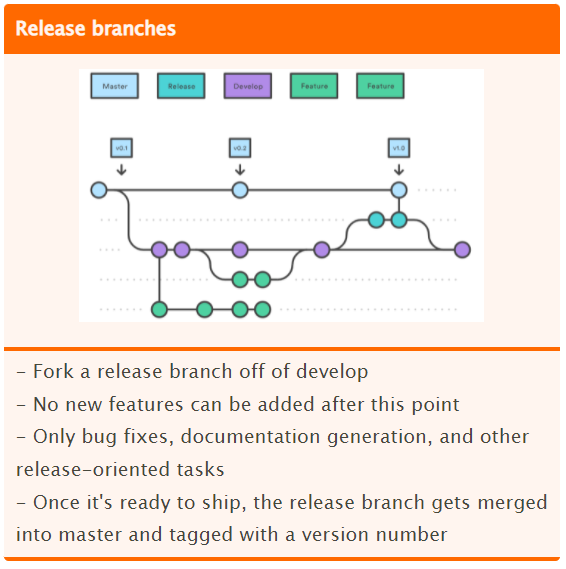 Release branches
Master Release Develop Feature Feature
v0.1 v0.2 v1.0
- Fork a release branch off of develop
- No new features can be added after this point
- Only bug fixes, documentation generation, and other
release-oriented tasks
- Once it's ready to ship, the release branch gets merged
into master and tagged with a version number